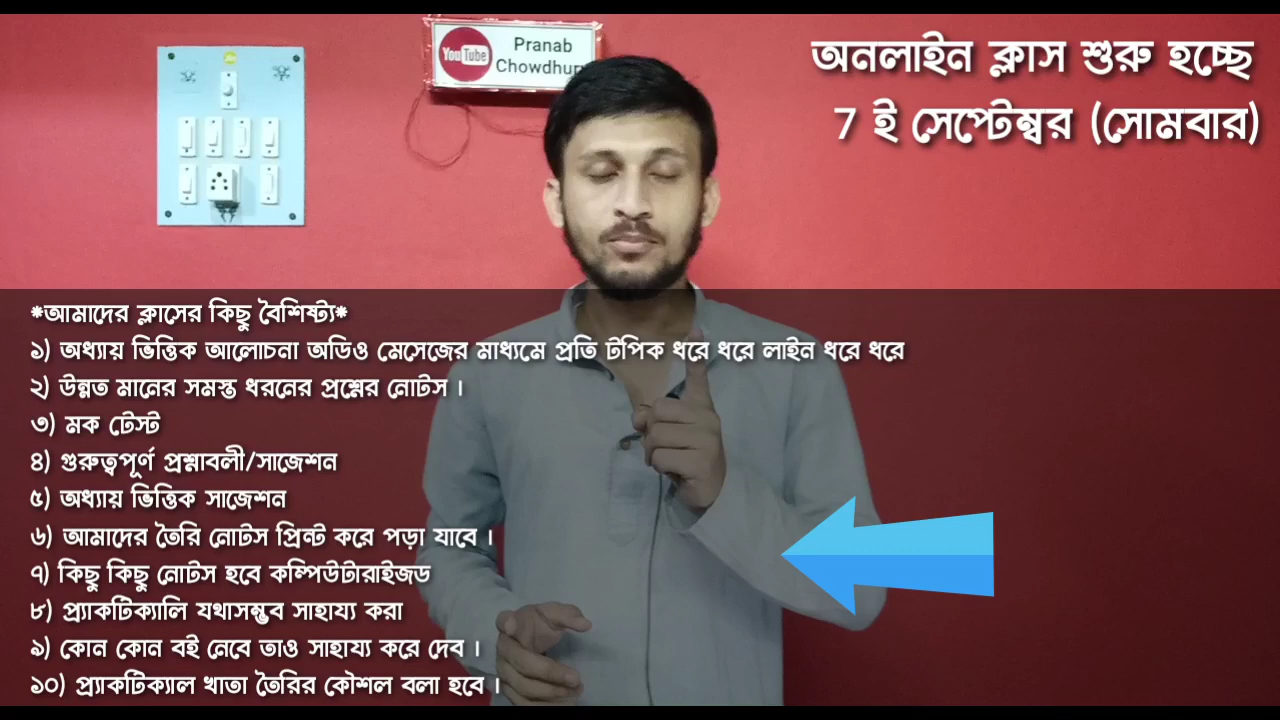 YouTube
Pranab
Chowdhury
অনলাইন ক্লাস শুরু হচ্ছে
7 ই সেপ্টেম্বর (সোমবার)
*আমাদের ক্লাসের কিছু বৈশিষ্ট্য*
১) অধ্যায় ভিত্তিক আলোচনা অডিও মেসেজের মাধ্যমে প্রতি টপিক ধরে ধরে লাইন ধরে ধরে
২) উন্নত মানের সমস্ত ধরনের প্রশ্নের নোটস ।
৩) মক টেস্ট
৪) গুরুত্বপূর্ণ প্রশ্নাবলী/সাজেশন
৫) অধ্যায় ভিত্তিক সাজেশন
৬) আমাদের তৈরি নোটস প্রিন্ট করে পড়া যাবে ।
৭) কিছু কিছু নোটস হবে কম্পিউটারাইজড
৮) প্র্যাকটিক্যালি যথাসম্ভব সাহায্য করা
৯) কোন কোন বই নেবে তাও সাহায্য করে দেব ।
১০) প্র্যাকটিক্যাল খাতা তৈরির কৌশল বলা হবে ।